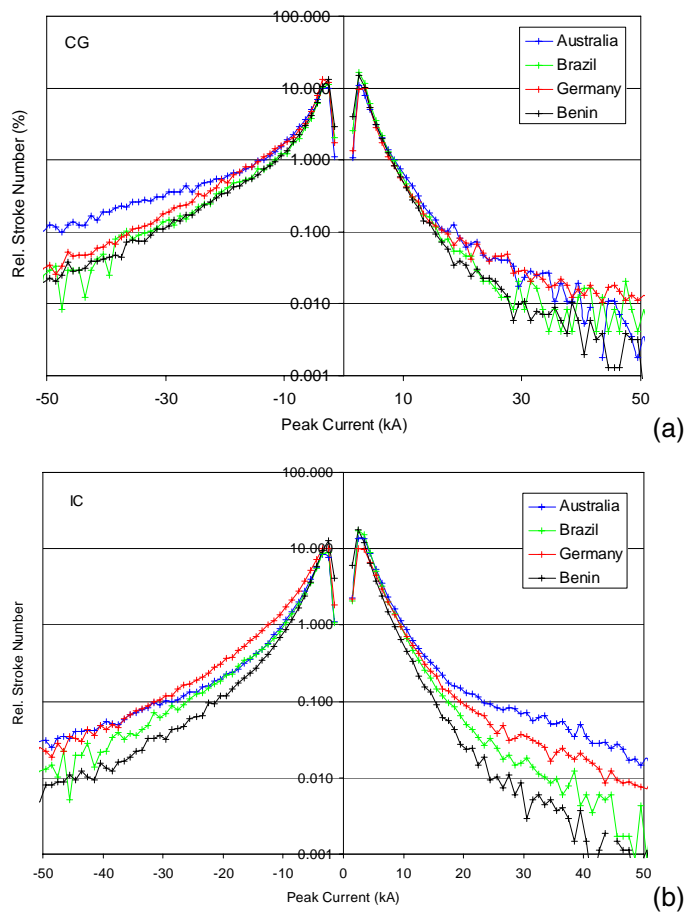 CG
100.000
10.000
1.000
0.100
0.010
0.001
Rel. Stroke Number (%)
Australia
Brazil
Germany
Benin
-50 -30 -10 10 30 50
Peak Current (kA)
(a)
IC
100.000
10.000
1.000
0.100
0.010
0.001
Rel. Stroke Number
Australia
Brazil
Germany
Benin
-50 -40 -30 -20 -10 0 10 20 30 40 50
Peak Current (kA)
(b)